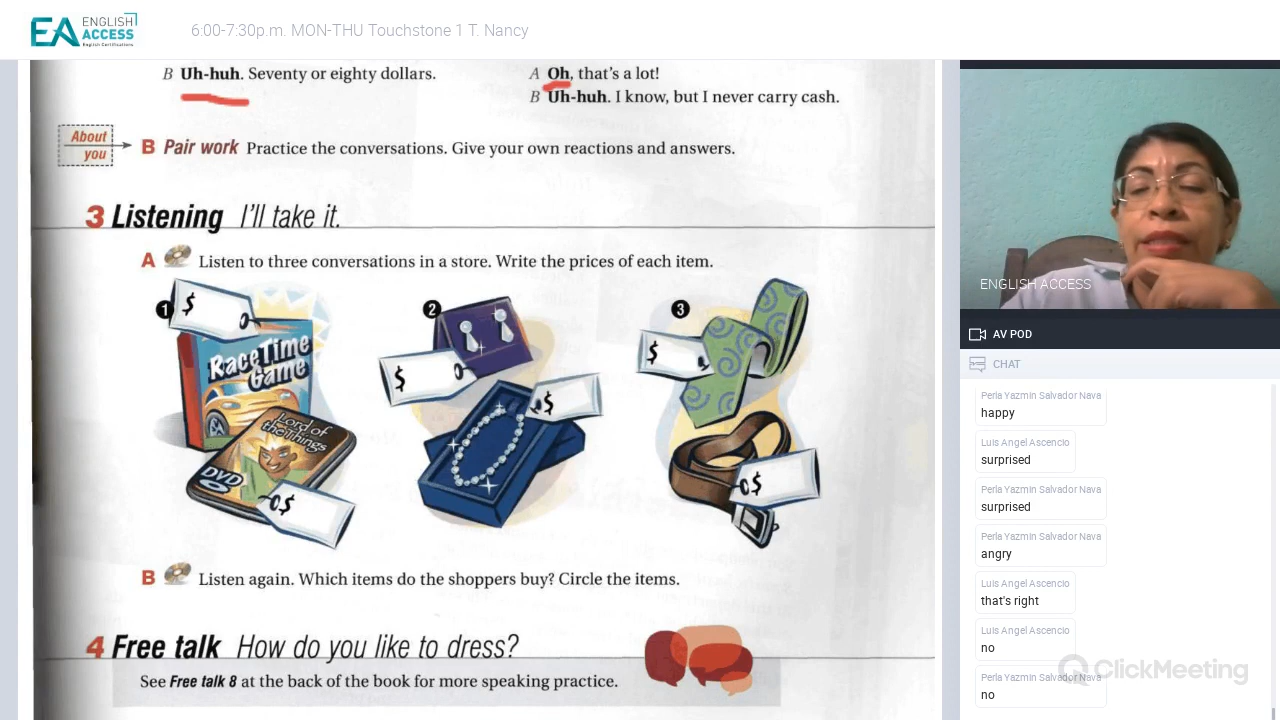 EA ENGLISH ACCESS
English Certifications
6:00-7:30p.m. MON-THU Touchstone 1 T. Nancy
B Uh-huh. Seventy or eighty dollars.
A Oh, that's a lot!
B Uh-huh. I know, but I never carry cash.
About you
B Pair work Practice the conversations. Give your own reactions and answers.
3 Listening I'll take it.
A Listen to three conversations in a store. Write the prices of each item.
1 $
Race Time Game
Lord of the Things
DVD
$
2
$
$
3
$
$
B Listen again. Which items do the shoppers buy? Circle the items.
4 Free talk How do you like to dress?
See Free talk 8 at the back of the book for more speaking practice.
ENGLISH ACCESS
AV POD
CHAT
Perla Yazmin Salvador Nava
happy
Luis Angel Ascencio
surprised
Perla Yazmin Salvador Nava
surprised
Perla Yazmin Salvador Nava
angry
Luis Angel Ascencio
that's right
Luis Angel Ascencio
no
Perla Yazmin Salvador Nava
no
ClickMeeting